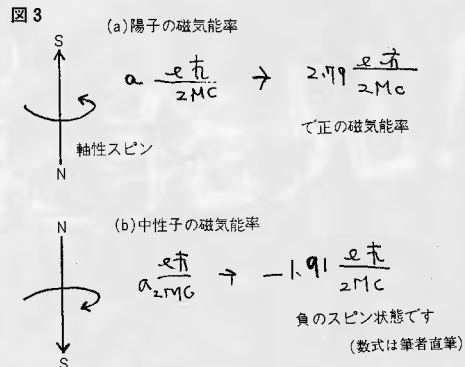 図3
(a)陽子の磁気能率
S
N
軸性スピン
a eħ/2MC → 2.79 eħ/2MC
で正の磁気能率
(b)中性子の磁気能率
N
S
a eħ/2MC → −1.91 eħ/2MC
負のスピン状態です
(数式は筆者直筆)